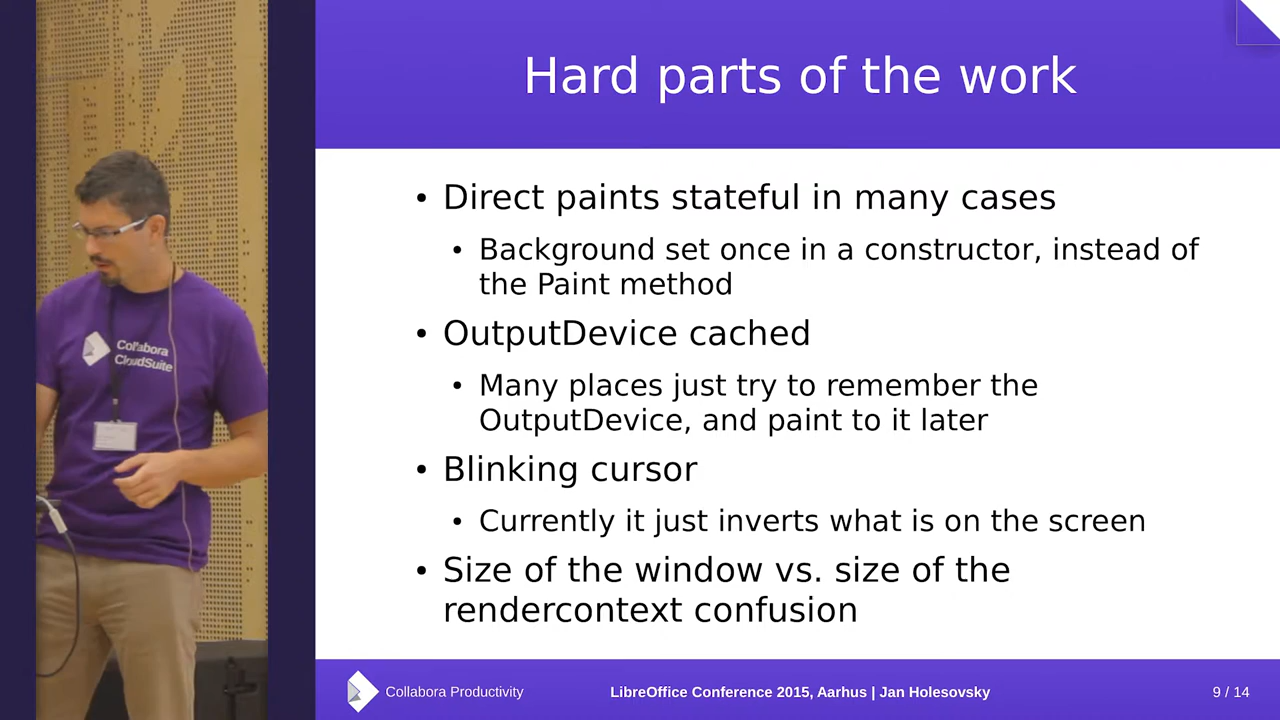 Hard parts of the work
• Direct paints stateful in many cases
• Background set once in a constructor, instead of
the Paint method
• OutputDevice cached
• Many places just try to remember the
OutputDevice, and paint to it later
• Blinking cursor
• Currently it just inverts what is on the screen
• Size of the window vs. size of the
rendercontext confusion
Collabora Productivity
LibreOffice Conference 2015, Aarhus | Jan Holesovsky
9 / 14
Collabora
CloudSuite